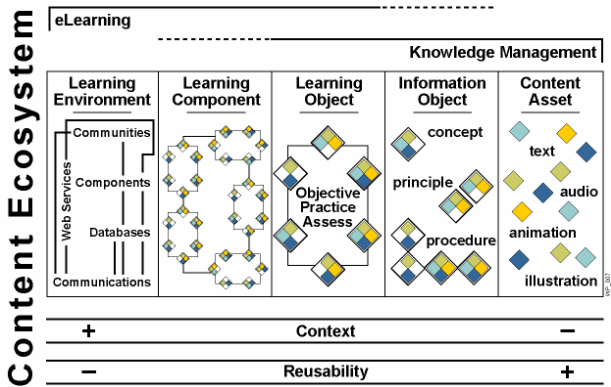 Content Ecosystem
eLearning
Knowledge Management
Learning
Environment
Learning
Component
Learning
Object
Information
Object
Content
Asset
Web Services
Communities
Components
Databases
Communications
Objective
Practice
Assess
concept
principle
procedure
text
audio
animation
illustration
+ Context –
– Reusability +